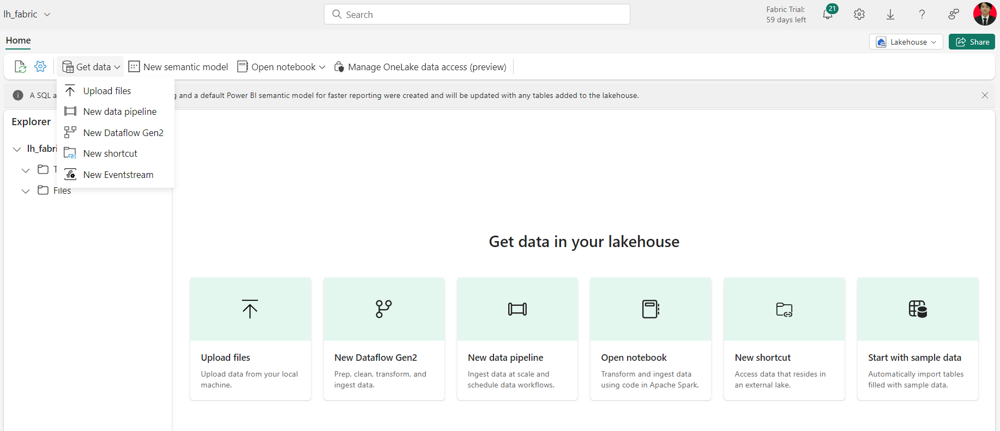 lh_fabric
Search
Fabric Trial:
59 days left
21
Home
Lakehouse
Share
Get data
New semantic model
Open notebook
Manage OneLake data access (preview)
Upload files
New data pipeline
New Dataflow Gen2
New shortcut
New Eventstream
A SQL a
g and a default Power BI semantic model for faster reporting were created and will be updated with any tables added to the lakehouse.
Explorer
lh_fabri
T
Files
Get data in your lakehouse
Upload files
Upload data from your local
machine.
New Dataflow Gen2
Prep, clean, transform, and
ingest data.
New data pipeline
Ingest data at scale and
schedule data workflows.
Open notebook
Transform and ingest data
using code in Apache Spark.
New shortcut
Access data that resides in
an external lake.
Start with sample data
Automatically import tables
filled with sample data.